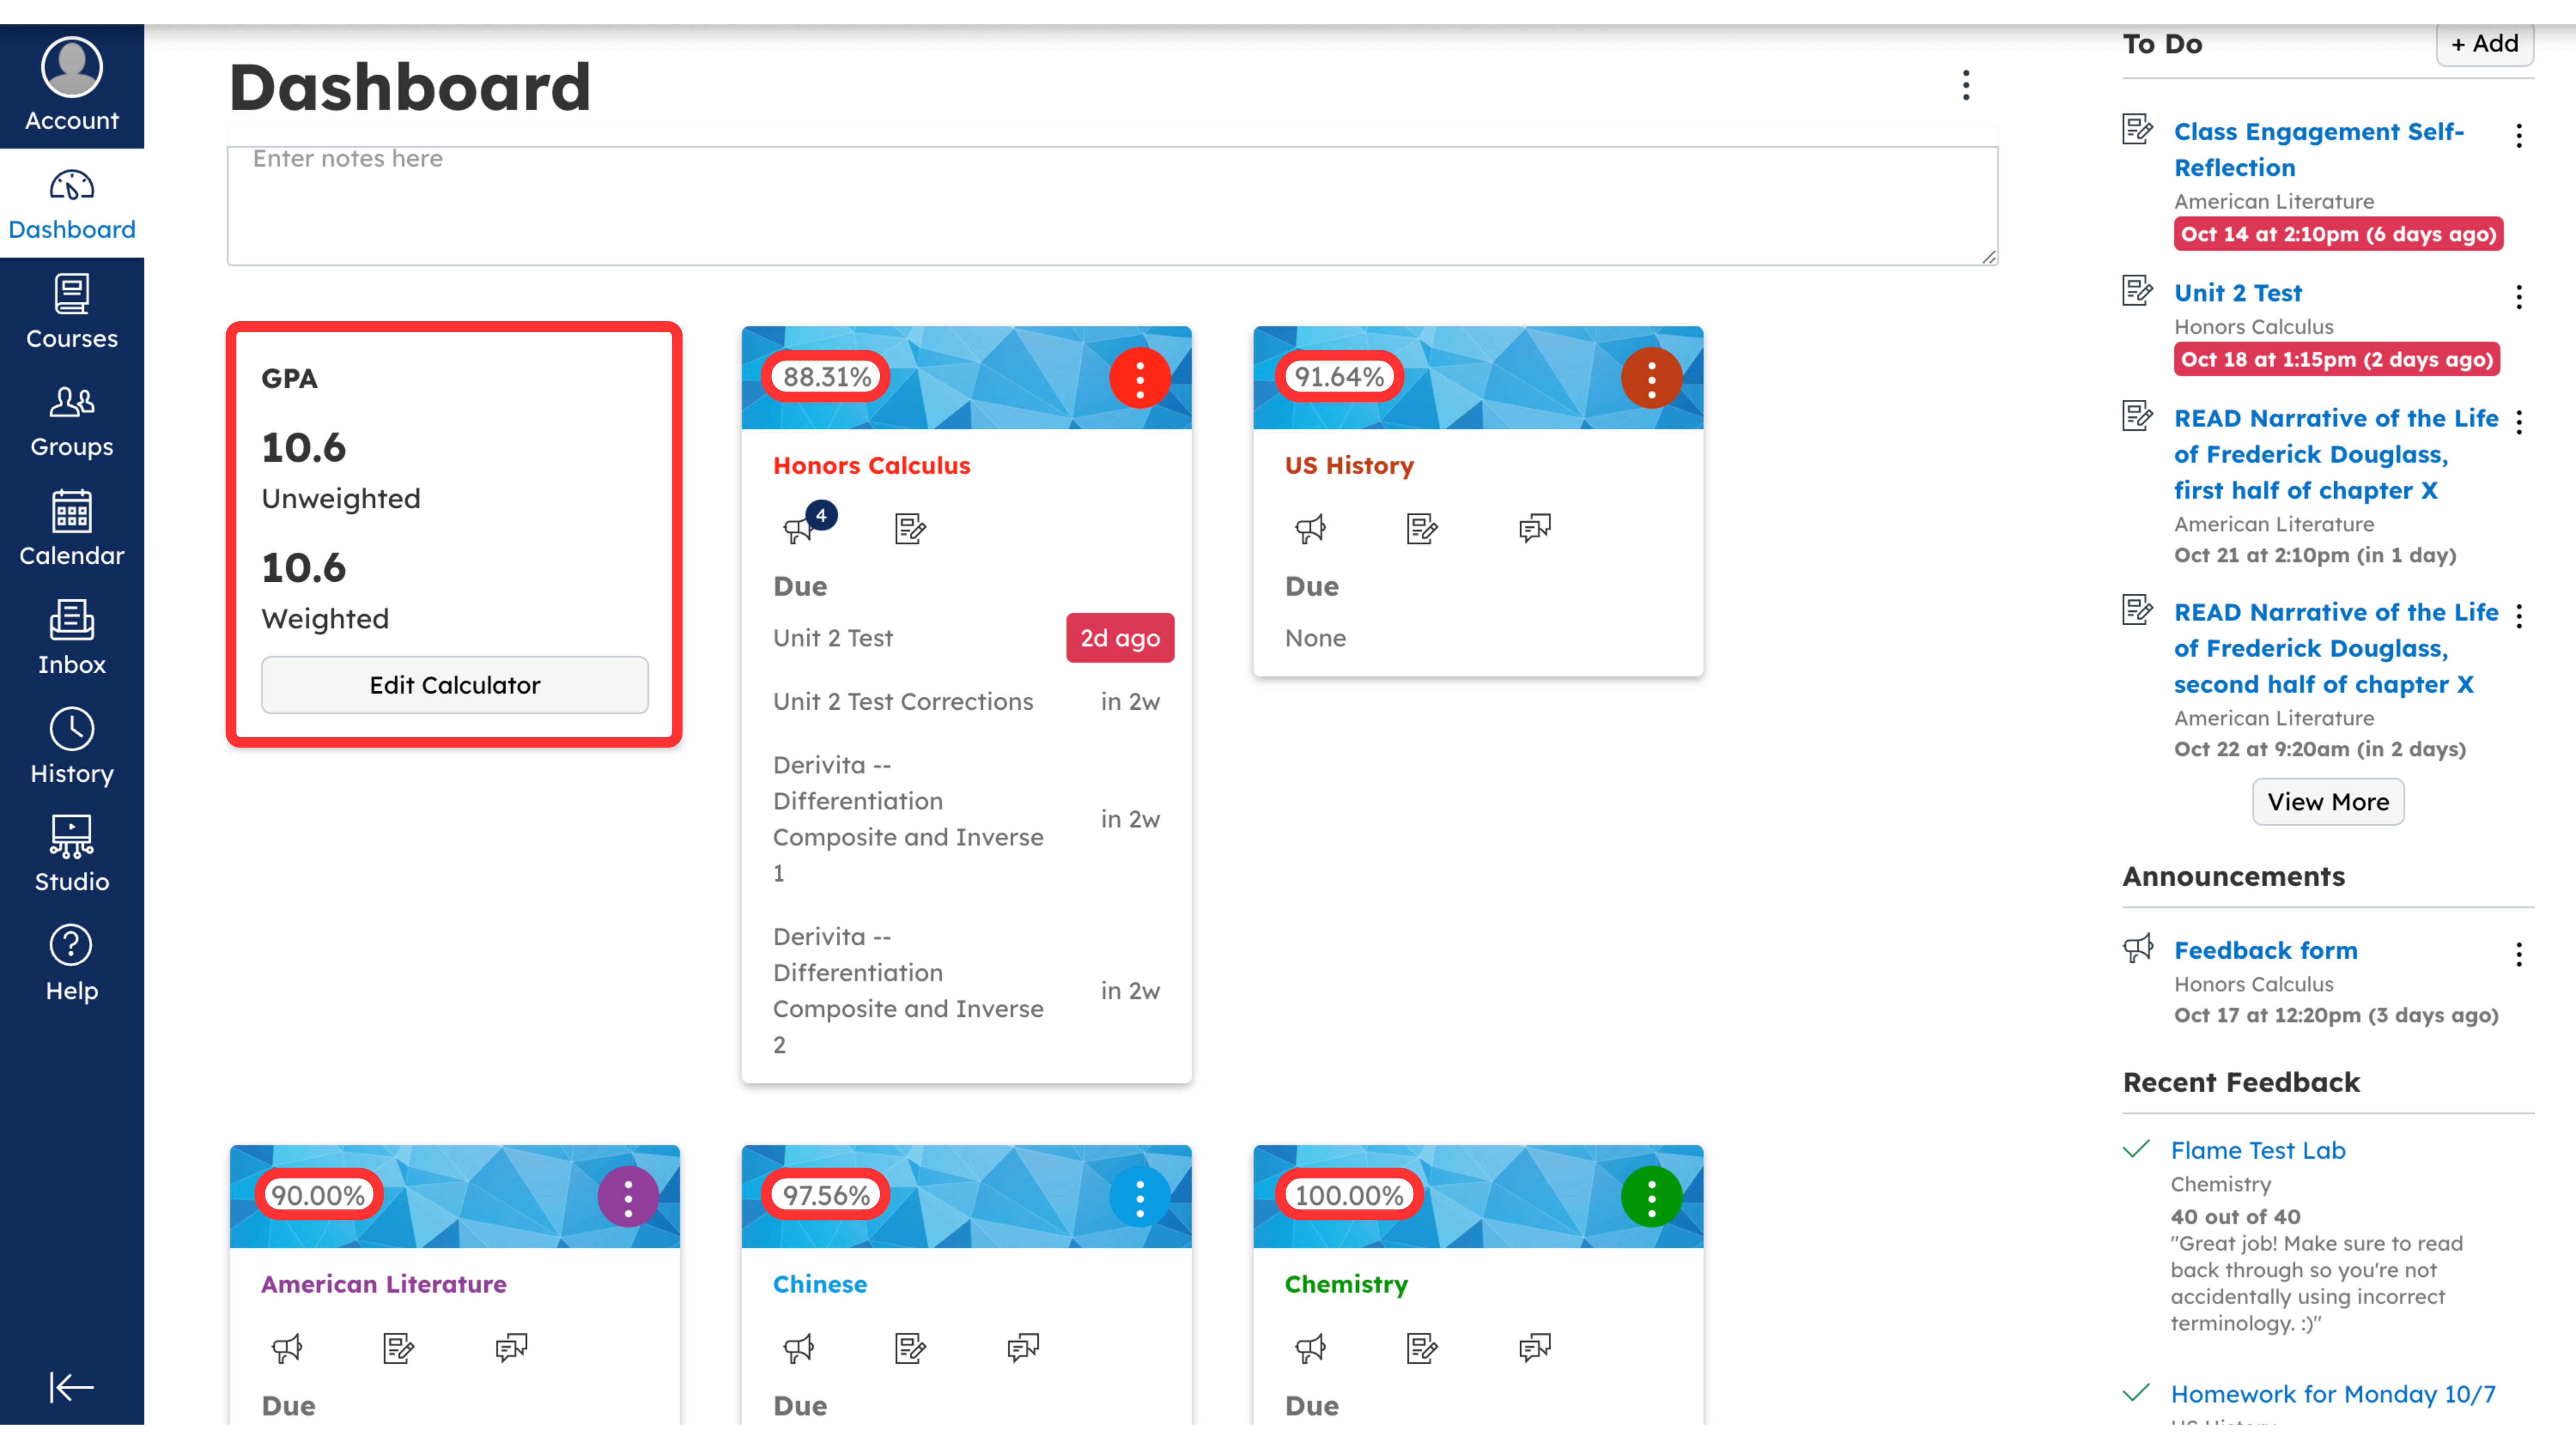 Account
Dashboard
Courses
Groups
Calendar
Inbox
History
Studio
Help
Dashboard
Enter notes here
GPA
10.6
Unweighted
10.6
Weighted
Edit Calculator
88.31%
Honors Calculus
4
Due
Unit 2 Test 2d ago
Unit 2 Test Corrections in 2w
Derivita --
Differentiation
Composite and Inverse
1
in 2w
Derivita --
Differentiation
Composite and Inverse
2
in 2w
91.64%
US History
Due
None
90.00%
American Literature
Due
97.56%
Chinese
Due
100.00%
Chemistry
Due
To Do
+ Add
Class Engagement Self-
Reflection
American Literature
Oct 14 at 2:10pm (6 days ago)
Unit 2 Test
Honors Calculus
Oct 18 at 1:15pm (2 days ago)
READ Narrative of the Life
of Frederick Douglass,
first half of chapter X
American Literature
Oct 21 at 2:10pm (in 1 day)
READ Narrative of the Life
of Frederick Douglass,
second half of chapter X
American Literature
Oct 22 at 9:20am (in 2 days)
View More
Announcements
Feedback form
Honors Calculus
Oct 17 at 12:20pm (3 days ago)
Recent Feedback
Flame Test Lab
Chemistry
40 out of 40
"Great job! Make sure to read
back through so you're not
accidentally using incorrect
terminology. :)"
Homework for Monday 10/7